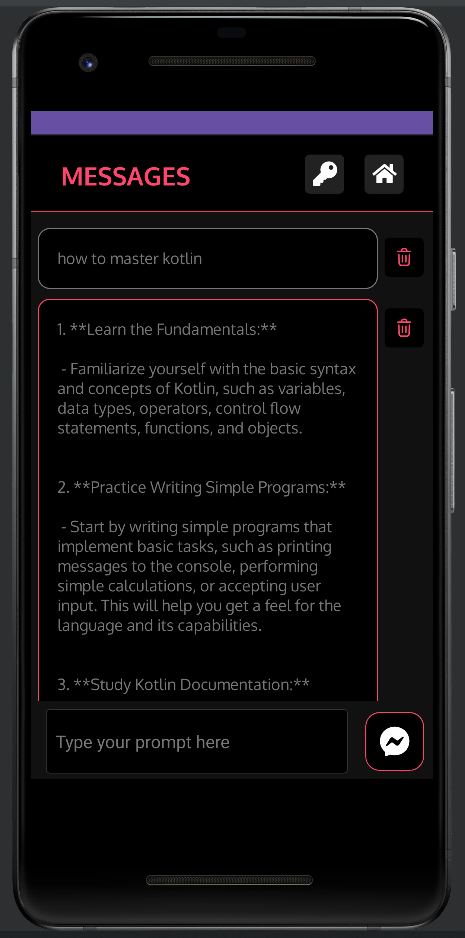 MESSAGES
how to master kotlin
1. **Learn the Fundamentals:**
- Familiarize yourself with the basic syntax
and concepts of Kotlin, such as variables,
data types, operators, control flow
statements, functions, and objects.
2. **Practice Writing Simple Programs:**
- Start by writing simple programs that
implement basic tasks, such as printing
messages to the console, performing
simple calculations, or accepting user
input. This will help you get a feel for the
language and its capabilities.
3. **Study Kotlin Documentation:**
Type your prompt here